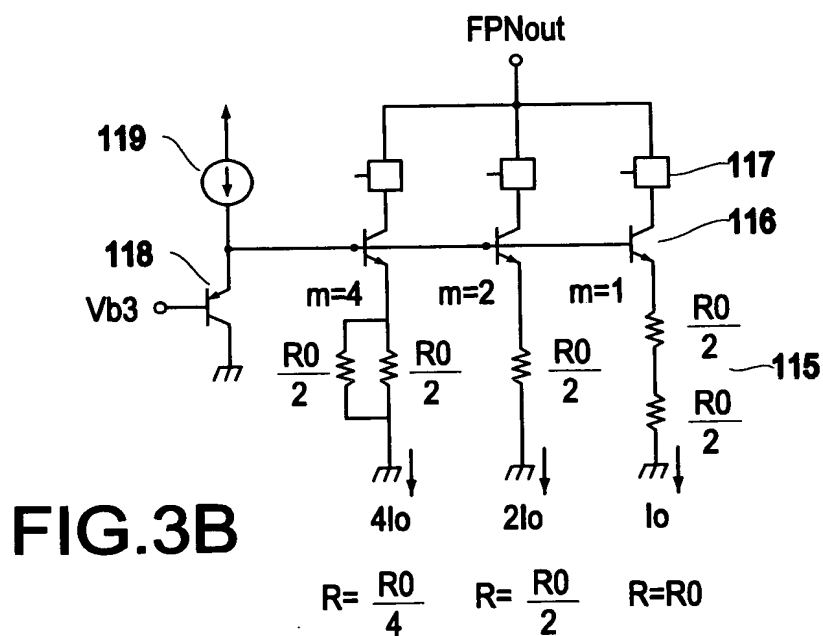 FPNout
119
117
118
116
Vb3
m=4
m=2
m=1
R0/2
R0/2
R0/2
R0/2
R0/2
115
4Io
2Io
Io
FIG.3B
R= R0/4
R= R0/2
R=R0